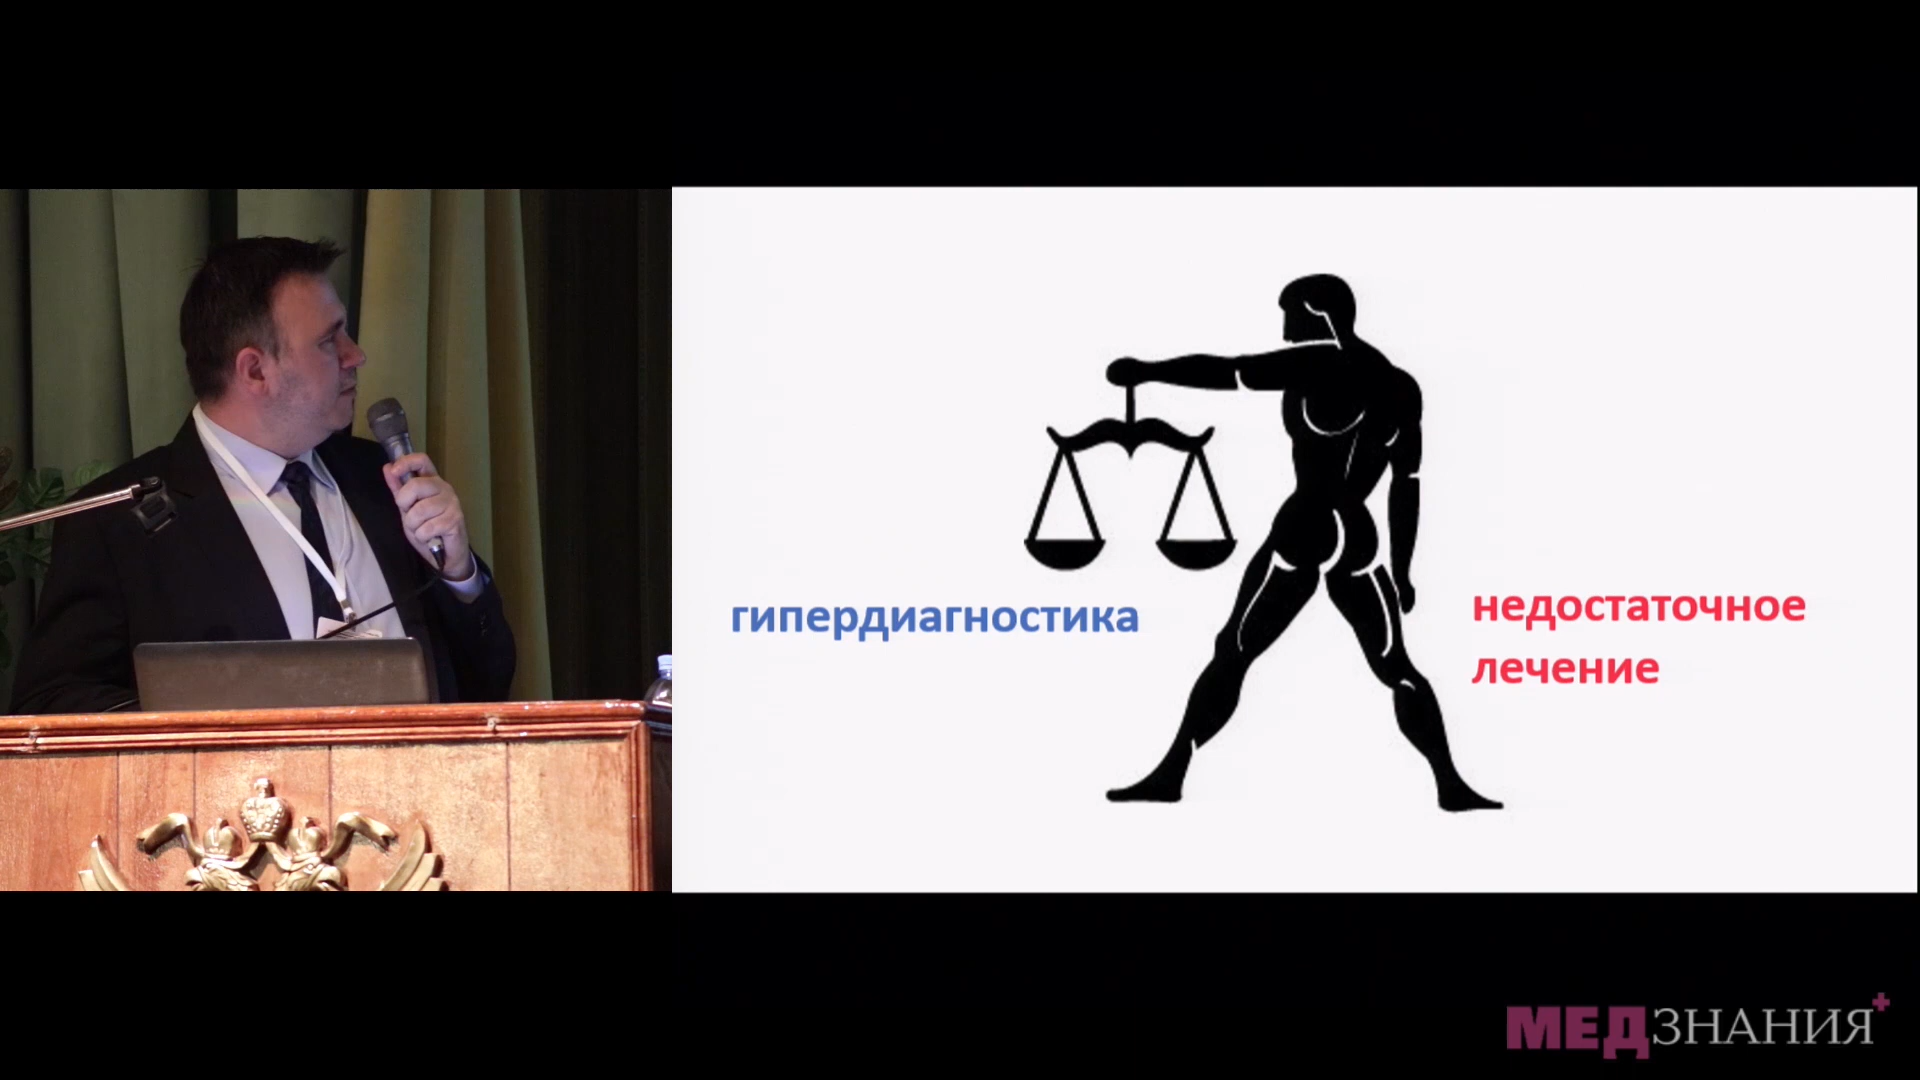 гипердиагностика
недостаточное
лечение
МЕДЗНАНИЯ+